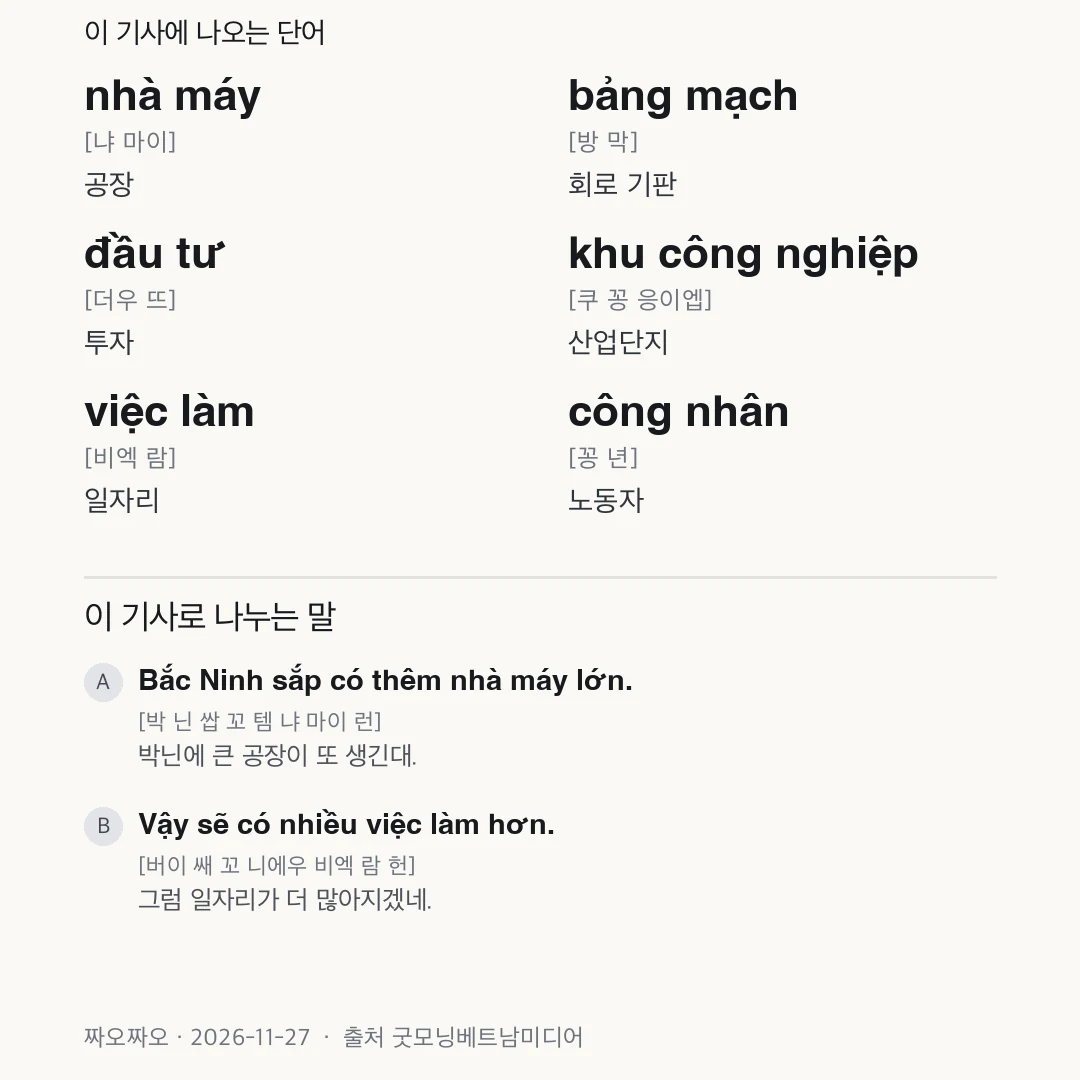 이 기사에 나오는 단어
nhà máy
[냐 마이]
공장
bảng mạch
[방 막]
회로 기판
đầu tư
[더우 뜨]
투자
khu công nghiệp
[쿠 꽁 응이엡]
산업단지
việc làm
[비엑 람]
일자리
công nhân
[꽁 년]
노동자
이 기사로 나누는 말
A Bắc Ninh sắp có thêm nhà máy lớn.
[박 닌 쌉 꼬 템 냐 마이 런]
박닌에 큰 공장이 또 생긴대.
B Vậy sẽ có nhiều việc làm hơn.
[버이 쌔 꼬 니에우 비엑 람 헌]
그럼 일자리가 더 많아지겠네.
짜오짜오 · 2026-11-27 · 출처 굿모닝베트남미디어